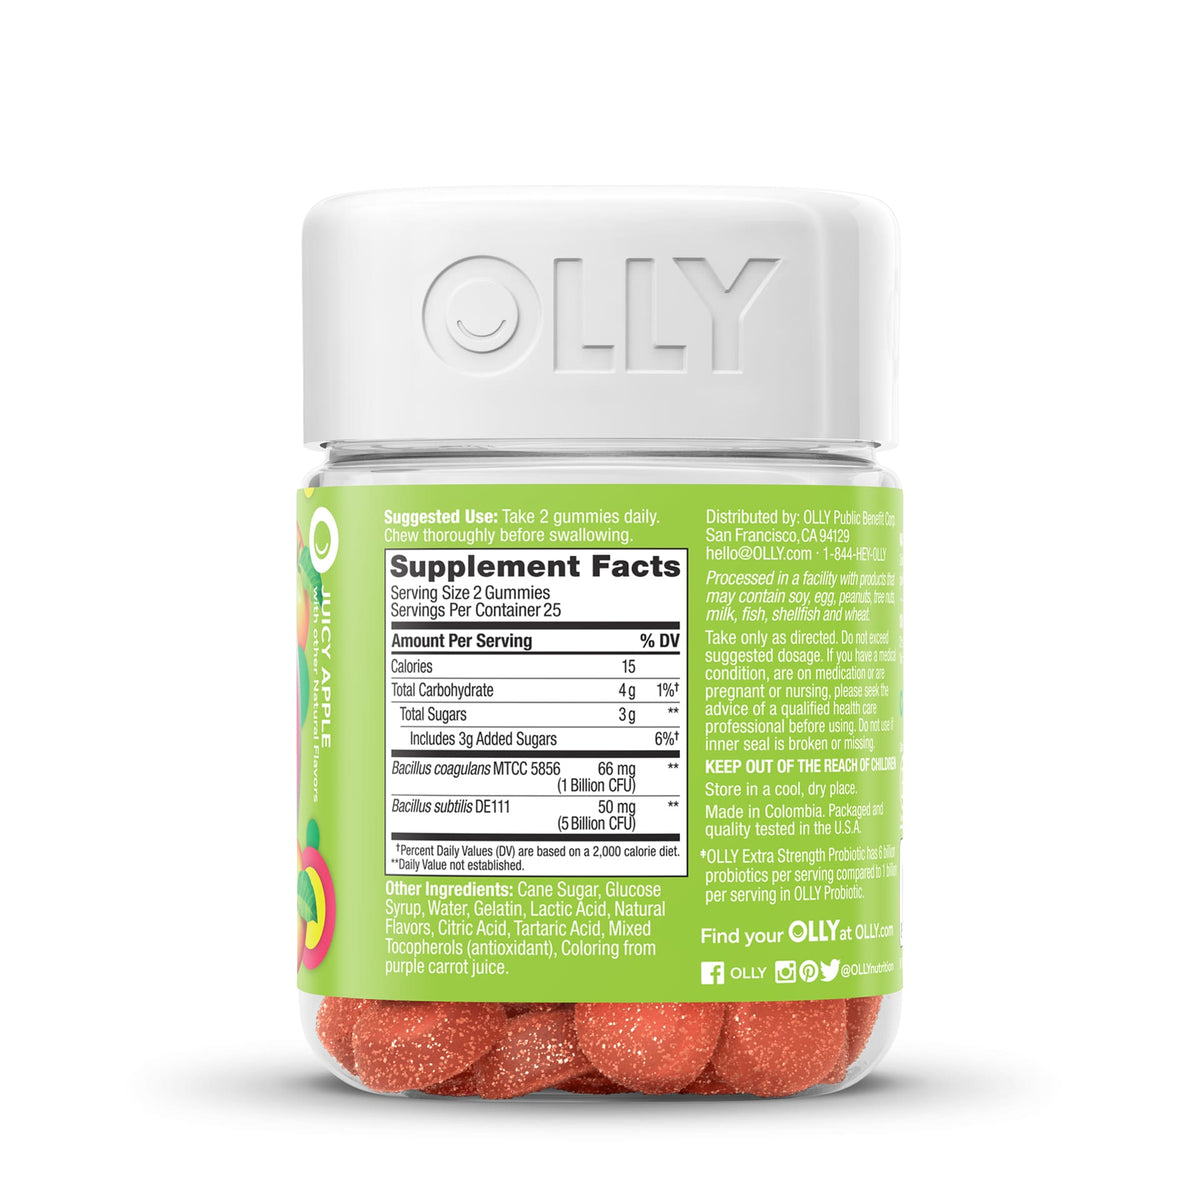 OLLY
JUICY APPLE
with other Natural Flavors
Suggested Use: Take 2 gummies daily.
Chew thoroughly before swallowing.
Supplement Facts
Serving Size 2 Gummies
Servings Per Container 25
Amount Per Serving % DV
Calories 15
Total Carbohydrate 4 g 1%†
Total Sugars 3 g **
Includes 3g Added Sugars 6%†
Bacillus coagulans MTCC 5856 66 mg **
(1 Billion CFU)
Bacillus subtilis DE111 50 mg **
(5 Billion CFU)
†Percent Daily Values (DV) are based on a 2,000 calorie diet.
**Daily Value not established.
Other Ingredients: Cane Sugar, Glucose
Syrup, Water, Gelatin, Lactic Acid, Natural
Flavors, Citric Acid, Tartaric Acid, Mixed
Tocopherols (antioxidant), Coloring from
purple carrot juice.
Distributed by: OLLY Public Benefit Corp.
San Francisco, CA 94129
hello@OLLY.com · 1-844-HEY-OLLY
Processed in a facility with products that
may contain soy, egg, peanuts, tree nuts,
milk, fish, shellfish and wheat.
Take only as directed. Do not exceed
suggested dosage. If you have a medical
condition, are on medication or are
pregnant or nursing, please seek the
advice of a qualified health care
professional before using. Do not use if
inner seal is broken or missing.
KEEP OUT OF THE REACH OF CHILDREN
Store in a cool, dry place.
Made in Colombia. Packaged and
quality tested in the U.S.A.
‡OLLY Extra Strength Probiotic has 6 billion
probiotics per serving compared to 1 billion
per serving in OLLY Probiotic.
Find your OLLY at OLLY.com
OLLY @OLLYnutrition